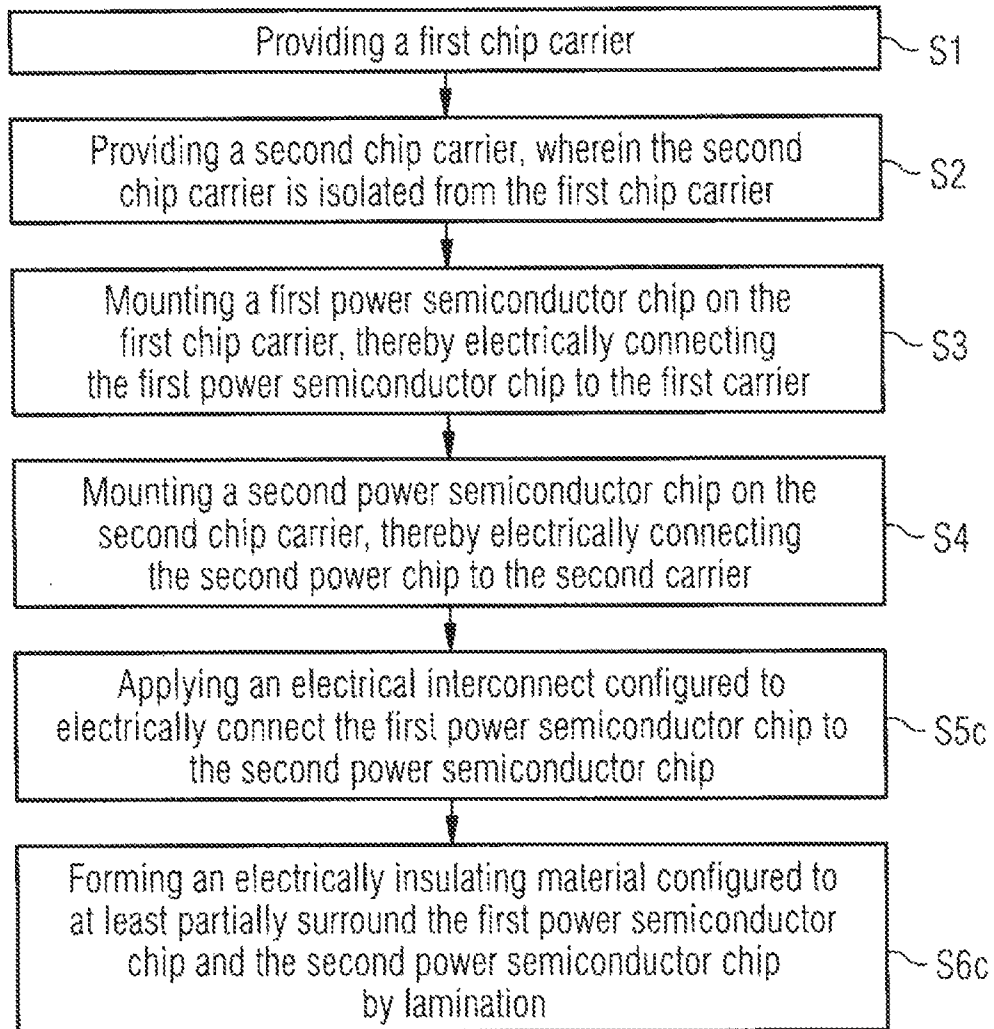 Providing a first chip carrier
S1
Providing a second chip carrier, wherein the second
chip carrier is isolated from the first chip carrier
S2
Mounting a first power semiconductor chip on the
first chip carrier, thereby electrically connecting
the first power semiconductor chip to the first carrier
S3
Mounting a second power semiconductor chip on the
second chip carrier, thereby electrically connecting
the second power chip to the second carrier
S4
Applying an electrical interconnect configured to
electrically connect the first power semiconductor chip to
the second power semiconductor chip
S5c
Forming an electrically insulating material configured to
at least partially surround the first power semiconductor
chip and the second power semiconductor chip
by lamination
S6c